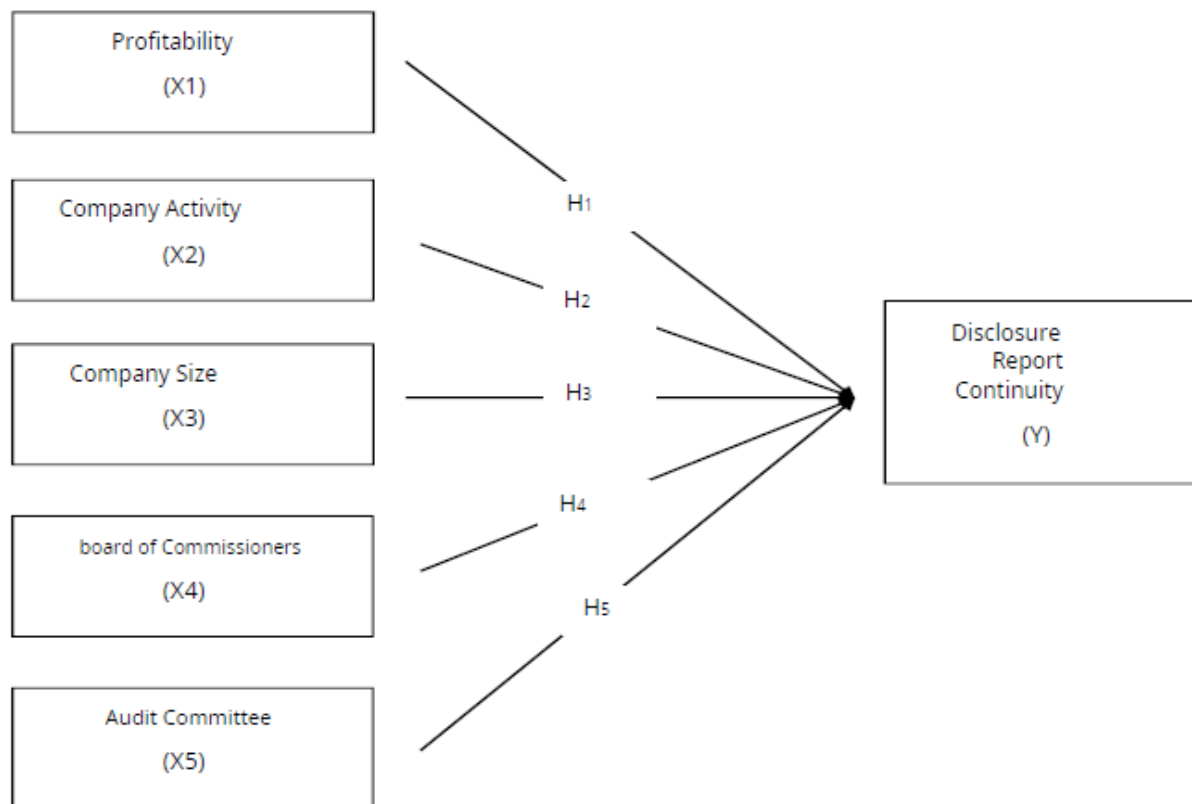 Profitability
(X1)
Company Activity
(X2)
Company Size
(X3)
board of Commissioners
(X4)
Audit Committee
(X5)
H1
H2
H3
H4
H5
Disclosure
Report
Continuity
(Y)